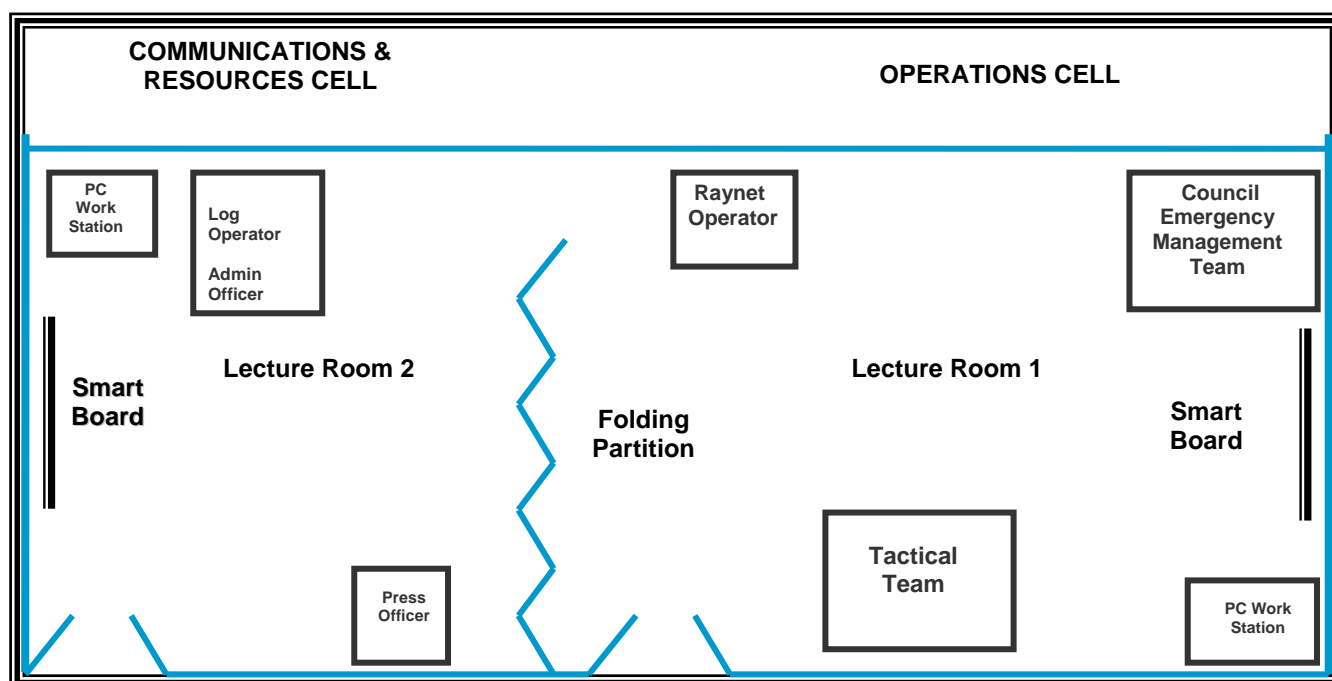 COMMUNICATIONS &
RESOURCES CELL
OPERATIONS CELL
PC
Work
Station
Log
Operator
Admin
Officer
Raynet
Operator
Council
Emergency
Management
Team
Lecture Room 2
Lecture Room 1
Smart
Board
Folding
Partition
Smart
Board
Tactical
Team
Press
Officer
PC Work
Station